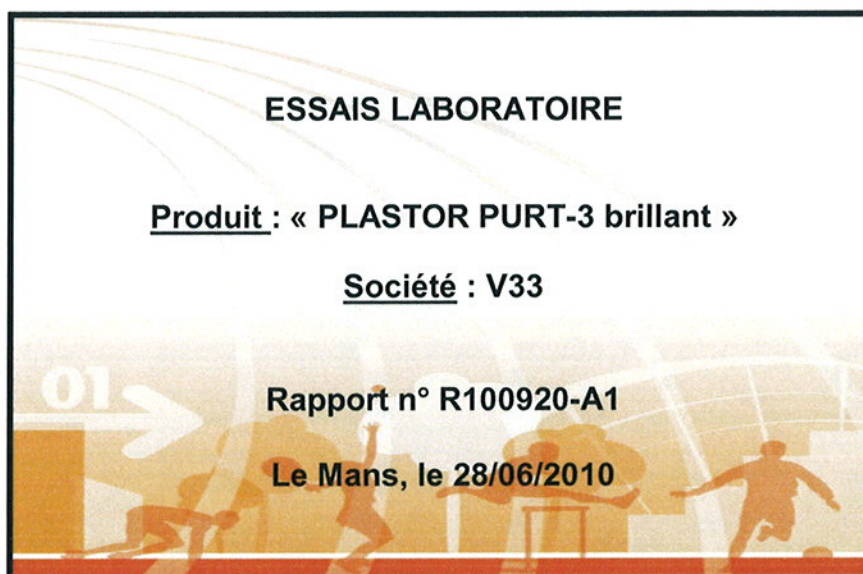 ESSAIS LABORATOIRE
Produit : « PLASTOR PURT-3 brillant »
Société : V33
01
Rapport n° R100920-A1
Le Mans, le 28/06/2010